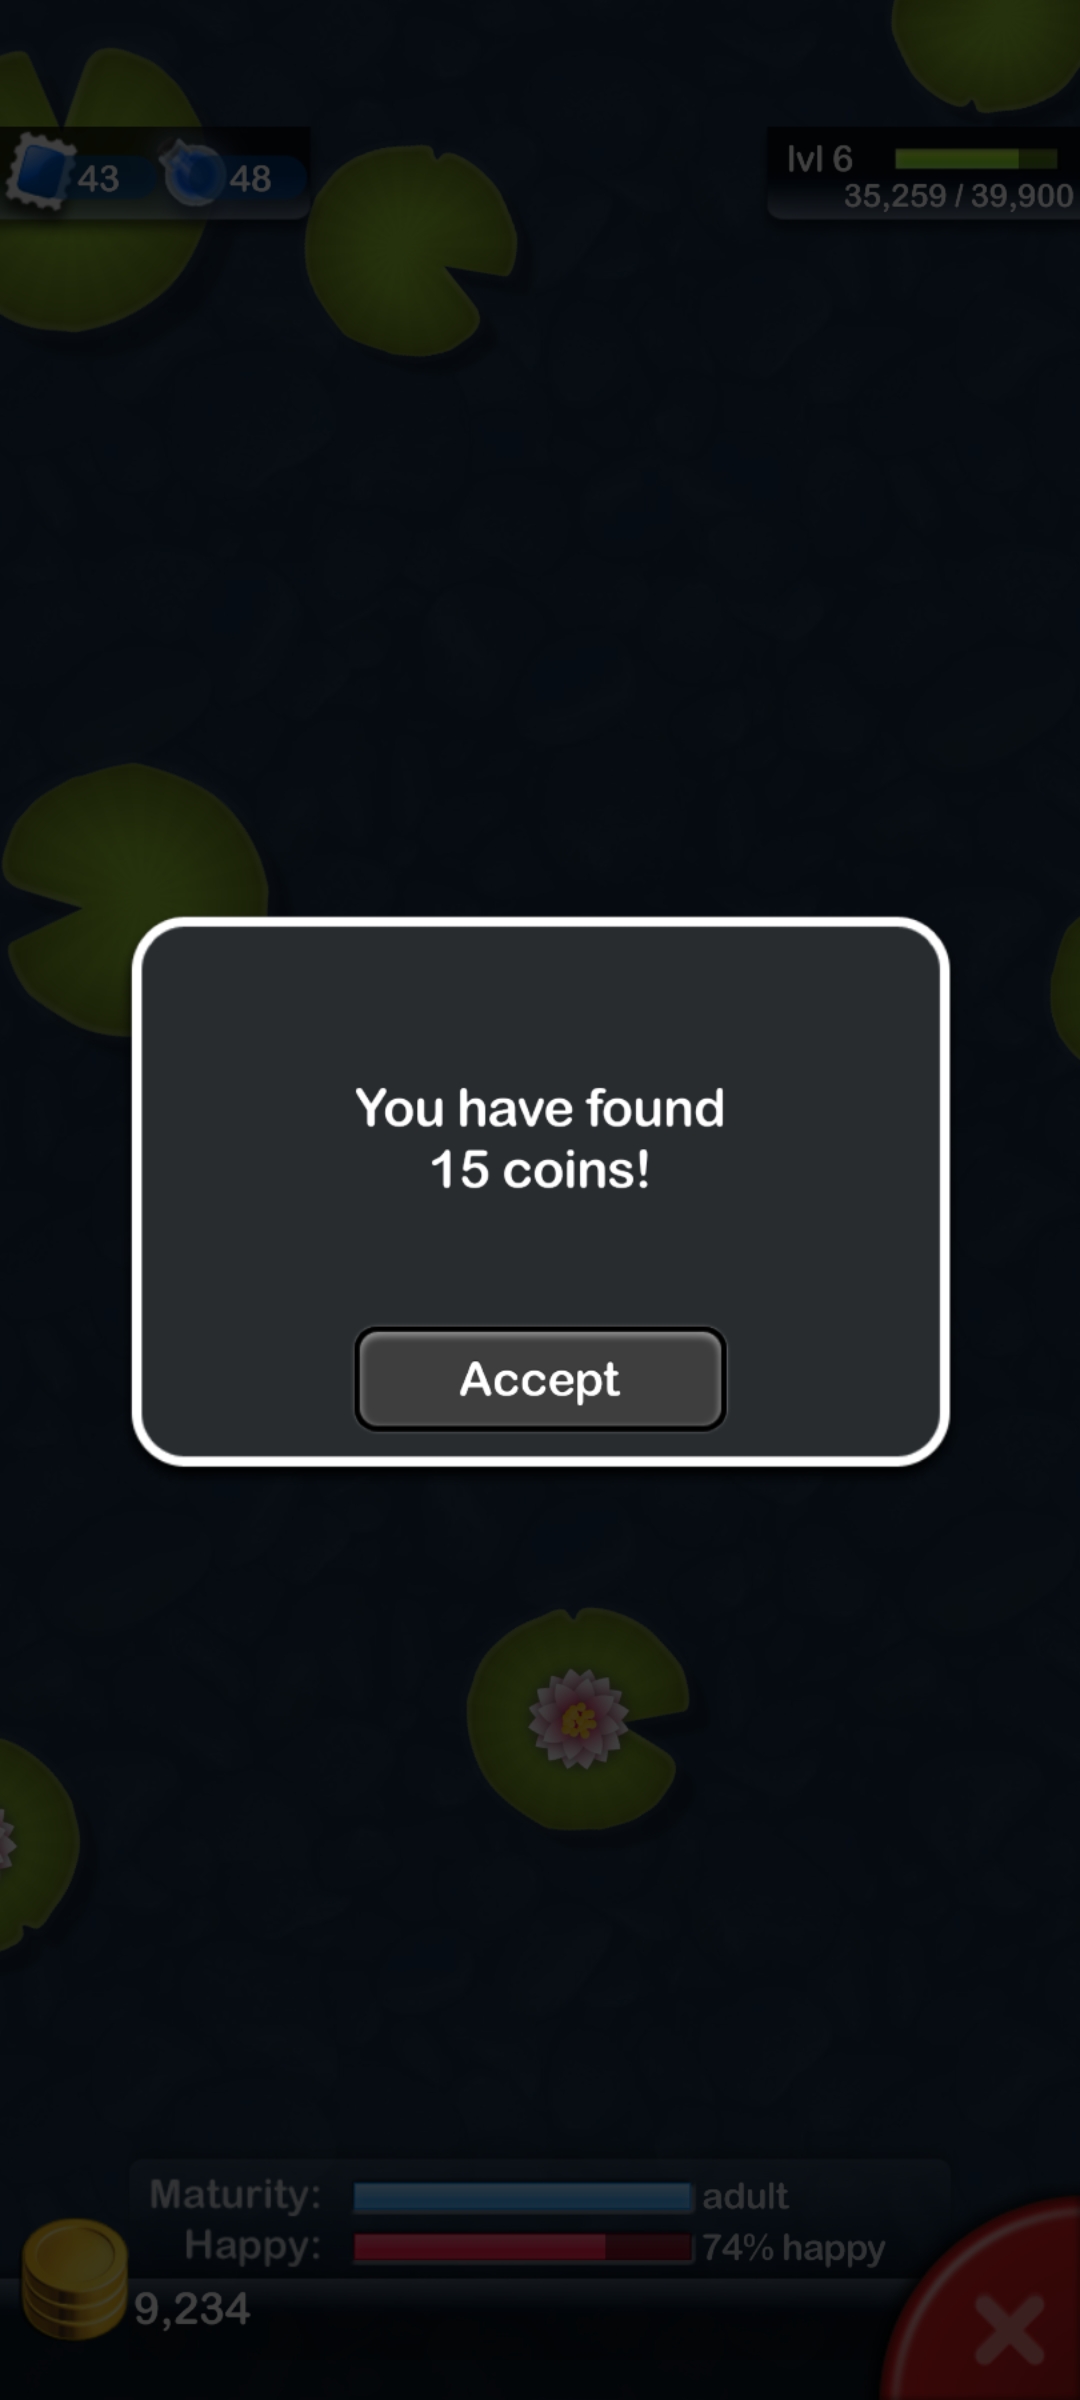 43 48
lvl 6
35,259 / 39,900
You have found
15 coins!
Accept
Maturity: adult
Happy: 74% happy
9,234